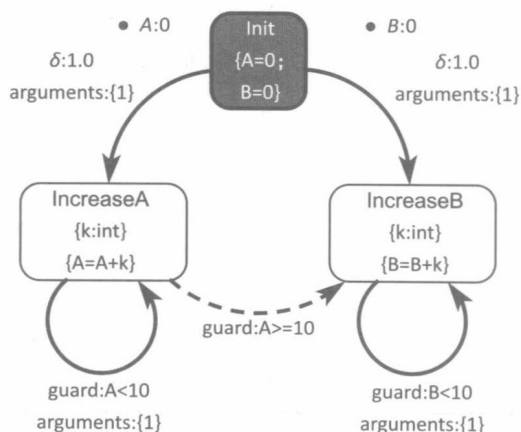 A:0
Init
B:0
δ:1.0
{A=0;
δ:1.0
arguments:{1}
B=0}
arguments:{1}
IncreaseA
{k:int}
{A=A+k}
IncreaseB
{k:int}
{B=B+k}
guard:A>=10
guard:A<10
arguments:{1}
guard:B<10
arguments:{1}